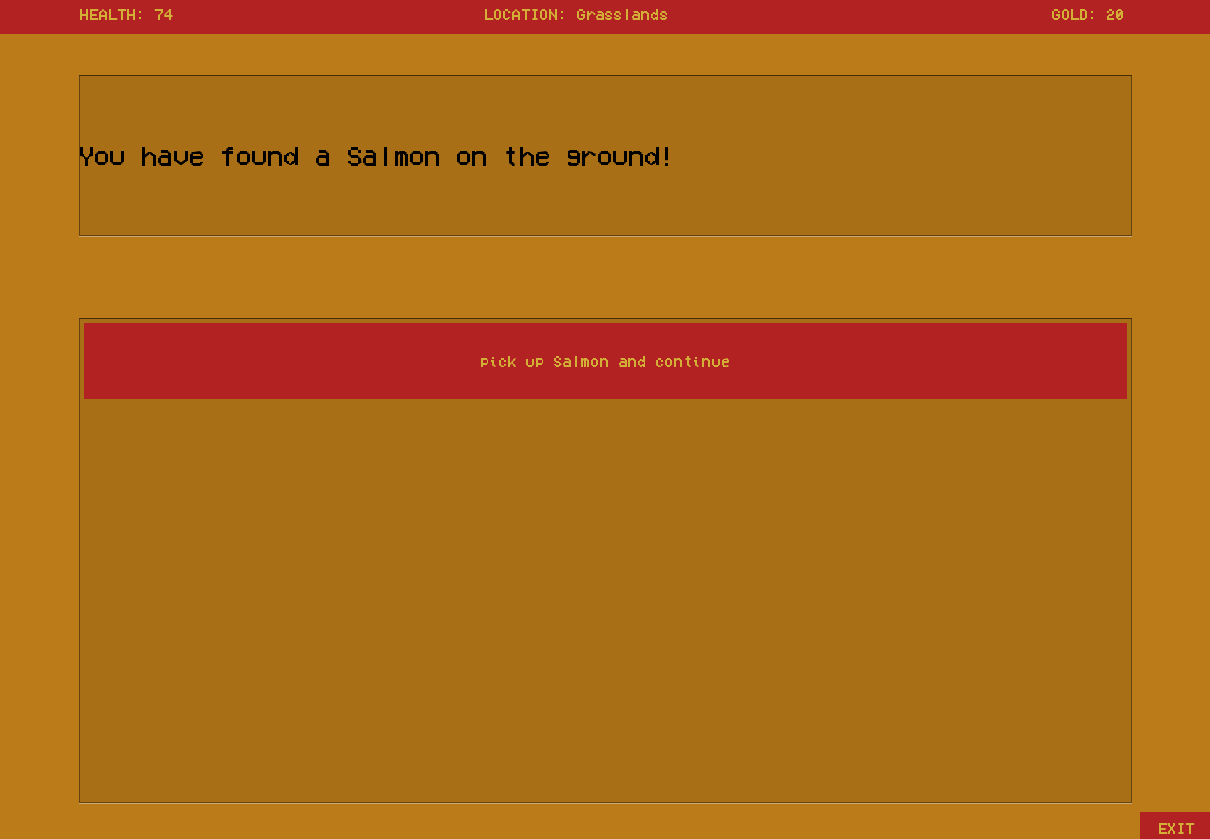 HEALTH: 74 LOCATION: Grasslands GOLD: 20
You have found a Salmon on the ground!
pick up Salmon and continue
EXIT